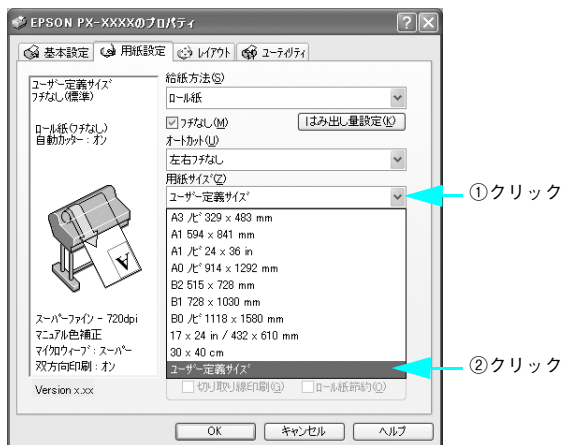 EPSON PX-XXXXのプロパティ
基本設定 用紙設定 レイアウト ユーティリティ
ユーザー定義サイズ
フチなし(標準)
ロール紙(フチなし)
自動カッター：オン
A
スーパーファイン - 720dpi
マニュアル色補正
マイクロウィーブ：スーパー
双方向印刷：オン
Version x.xx
給紙方法(S)
ロール紙
フチなし(M) はみ出し量設定(K)
オートカット(U)
左右フチなし
用紙サイズ(Z)
ユーザー定義サイズ
A3 ノビ 329 x 483 mm
A1 594 x 841 mm
A1 ノビ 24 x 36 in
A0 ノビ 914 x 1292 mm
B2 515 x 728 mm
B1 728 x 1030 mm
B0 ノビ 1118 x 1580 mm
17 x 24 in / 432 x 610 mm
30 x 40 cm
ユーザー定義サイズ
切り取り線印刷(G) ロール紙節約(O)
OK キャンセル ヘルプ
①クリック
②クリック